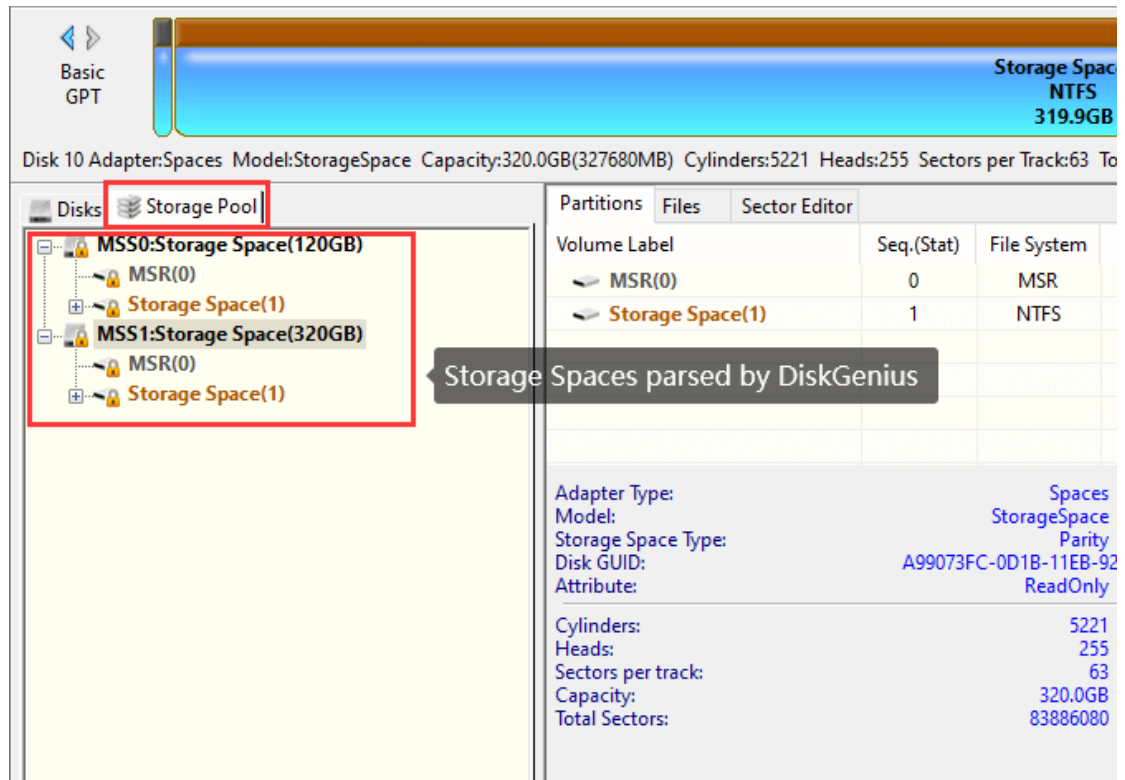 Basic
GPT
Storage Spac
NTFS
319.9GB
Disk 10 Adapter:Spaces Model:StorageSpace Capacity:320.0GB(327680MB) Cylinders:5221 Heads:255 Sectors per Track:63 To
Disks Storage Pool
MSS0:Storage Space(120GB)
MSR(0)
Storage Space(1)
MSS1:Storage Space(320GB)
MSR(0)
Storage Space(1)
Partitions Files Sector Editor
Volume Label Seq.(Stat) File System
MSR(0) 0 MSR
Storage Space(1) 1 NTFS
Storage Spaces parsed by DiskGenius
Adapter Type: Spaces
Model: StorageSpace
Storage Space Type: Parity
Disk GUID: A99073FC-0D1B-11EB-92
Attribute: ReadOnly
Cylinders: 5221
Heads: 255
Sectors per track: 63
Capacity: 320.0GB
Total Sectors: 83886080